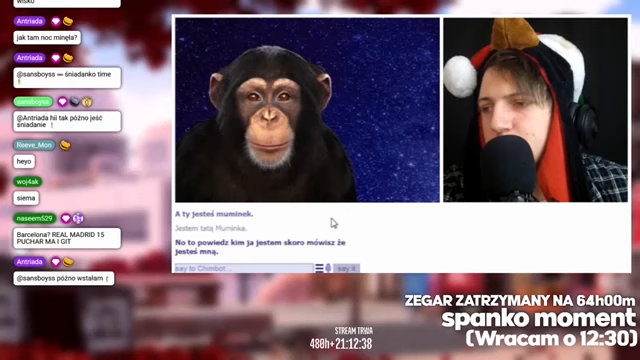 wisko
Antriada
jak tam noc minęła?
Antriada
@sansboyss śniadanko time
sansboyss
@Antriada hii tak późno jeść
śniadanie
Reeve_Mon
heyo
woj4ak
siema
naseem529
Barcelona? REAL MADRID 15
PUCHAR MA I GIT
Antriada
@sansboyss późno wstałam
A ty jesteś muminek.
Jestem tatą Muminka.
No to powiedz kim ja jestem skoro mówisz że
jesteś mną.
say to Chimbot...
say it
ZEGAR ZATRZYMANY NA 64h00m
spanko moment
(Wracam o 12:30)
STREAM TRWA
480h+21:12:38